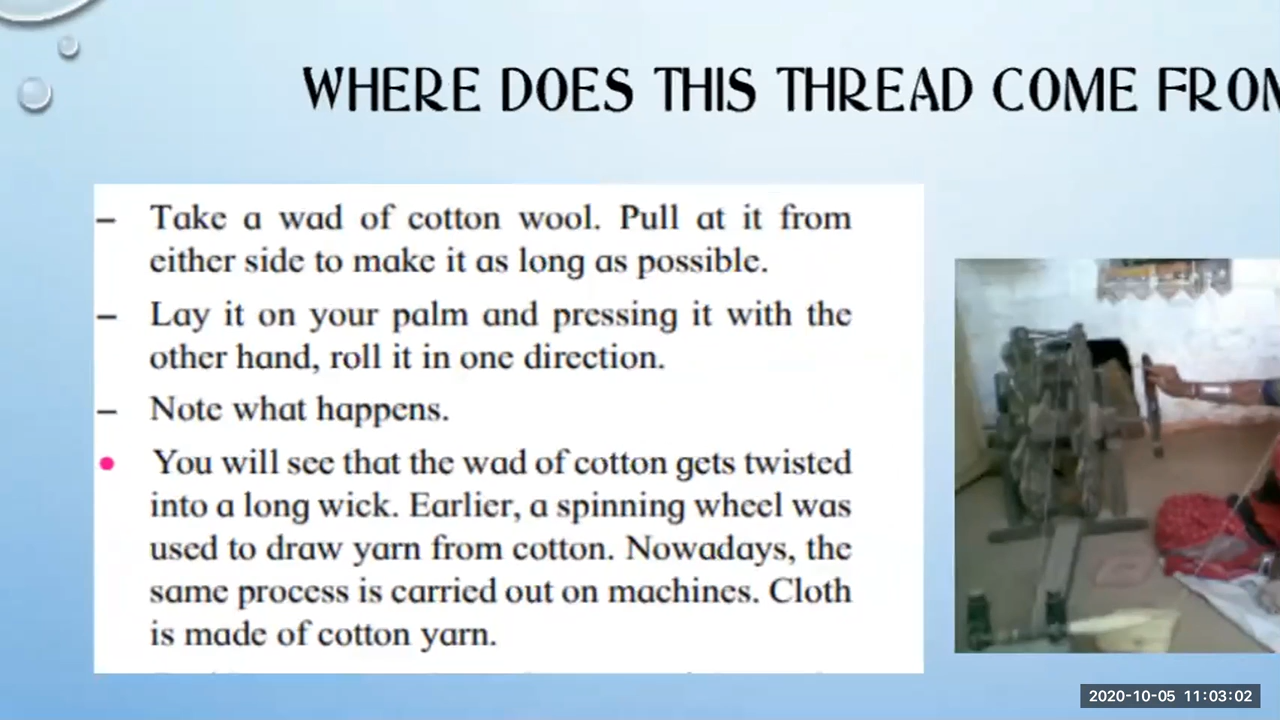 WHERE DOES THIS THREAD COME FROM
– Take a wad of cotton wool. Pull at it from
either side to make it as long as possible.
– Lay it on your palm and pressing it with the
other hand, roll it in one direction.
– Note what happens.
• You will see that the wad of cotton gets twisted
into a long wick. Earlier, a spinning wheel was
used to draw yarn from cotton. Nowadays, the
same process is carried out on machines. Cloth
is made of cotton yarn.
2020-10-05 11:03:02